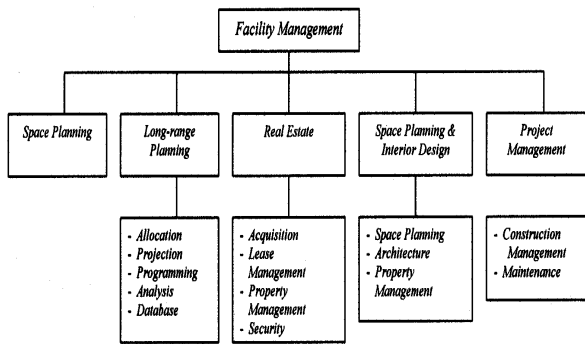 Facility Management
Space Planning
Long-range
Planning
Real Estate
Space Planning &
Interior Design
Project
Management
- Allocation
- Projection
- Programming
- Analysis
- Database
- Acquisition
- Lease
Management
- Property
Management
- Security
- Space Planning
- Architecture
- Property
Management
- Construction
Management
- Maintenance